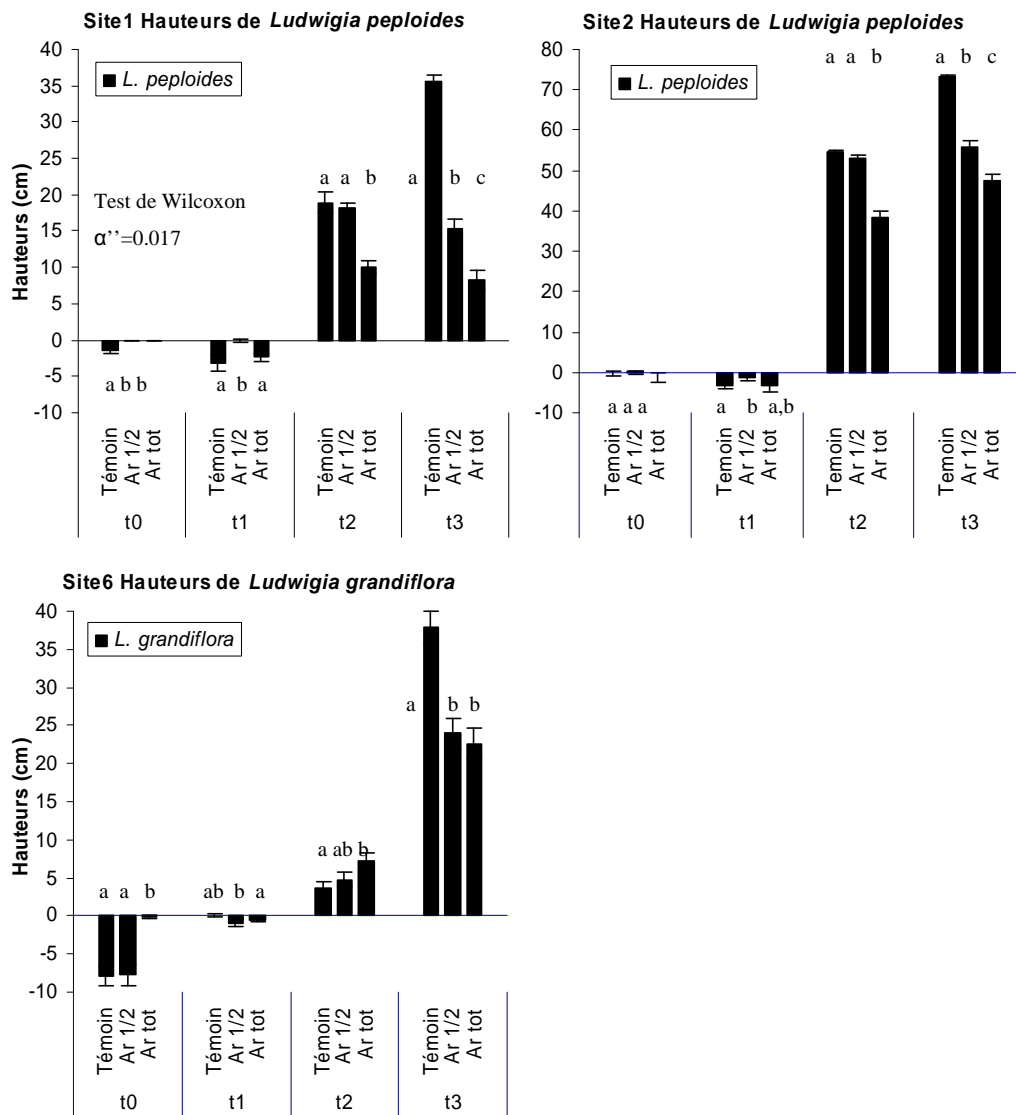 Site1 Hauteurs de Ludwigia peploides
Hauteurs (cm)
40
35
30
25
20
15
10
5
0
-5
-10
L. peploides
Test de Wilcoxon
α’’=0.017
a b b
a b a
a a b
a b c
Témoin
Ar 1/2
Ar tot
Témoin
Ar 1/2
Ar tot
Témoin
Ar 1/2
Ar tot
Témoin
Ar 1/2
Ar tot
t0 t1 t2 t3
Site2 Hauteurs de Ludwigia peploides
80
70
60
50
40
30
20
10
0
-10
L. peploides
a a a
a b a,b
a a b
a b c
Temoin
Ar 1/2
Ar tot
Temoin
Ar 1/2
Ar tot
Temoin
Ar 1/2
Ar tot
Temoin
Ar 1/2
Ar tot
t0 t1 t2 t3
Site6 Hauteurs de Ludwigia grandiflora
Hauteurs (cm)
40
35
30
25
20
15
10
5
0
-5
-10
L. grandiflora
a a b
ab b a
a ab b
a b b
Témoin
Ar 1/2
Ar tot
Témoin
Ar 1/2
Ar tot
Témoin
Ar 1/2
Ar tot
Témoin
Ar 1/2
Ar tot
t0 t1 t2 t3